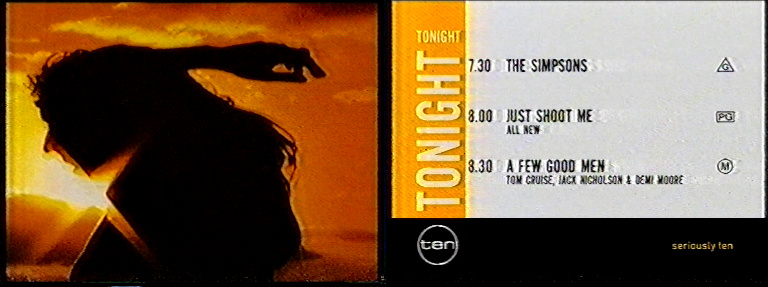 TONIGHT
TONIGHT
7.30 THE SIMPSONS G
8.00 JUST SHOOT ME PG
ALL NEW
8.30 A FEW GOOD MEN M
TOM CRUISE, JACK NICHOLSON & DEMI MOORE
ten
seriously ten